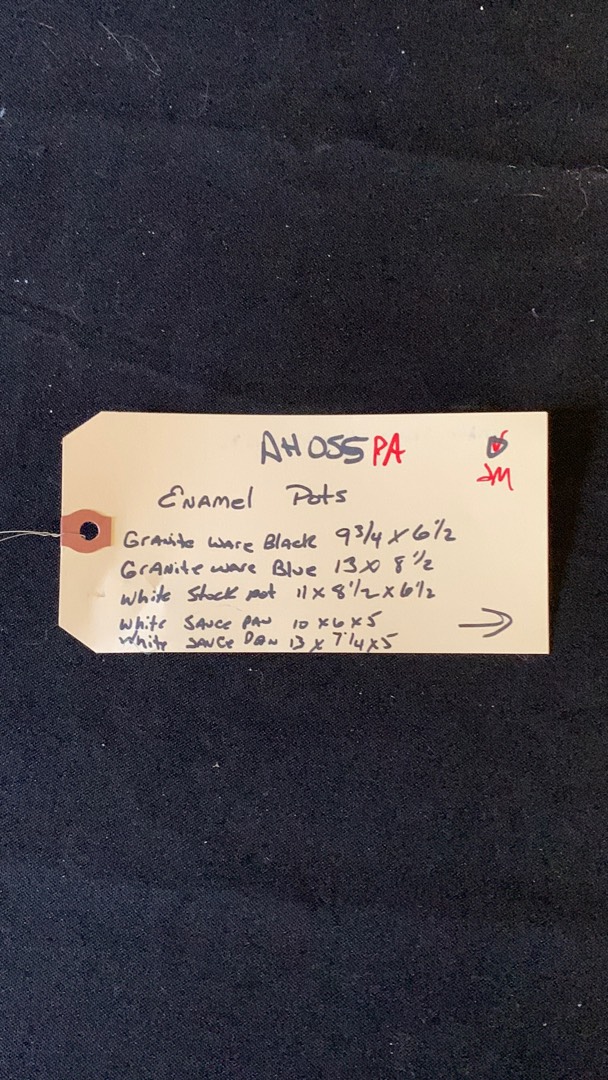 AH055PA
JM
ENAMEL Pots
Granite ware Black 9 3/4 x 6 1/2
GrANite ware Blue 13 x 8 1/2
White Stock pot 11 x 8 1/2 x 6 1/2
White SAUCE PAN 10 x 6 x 5
White SAUCE PAN 13 x 7 1/4 x 5